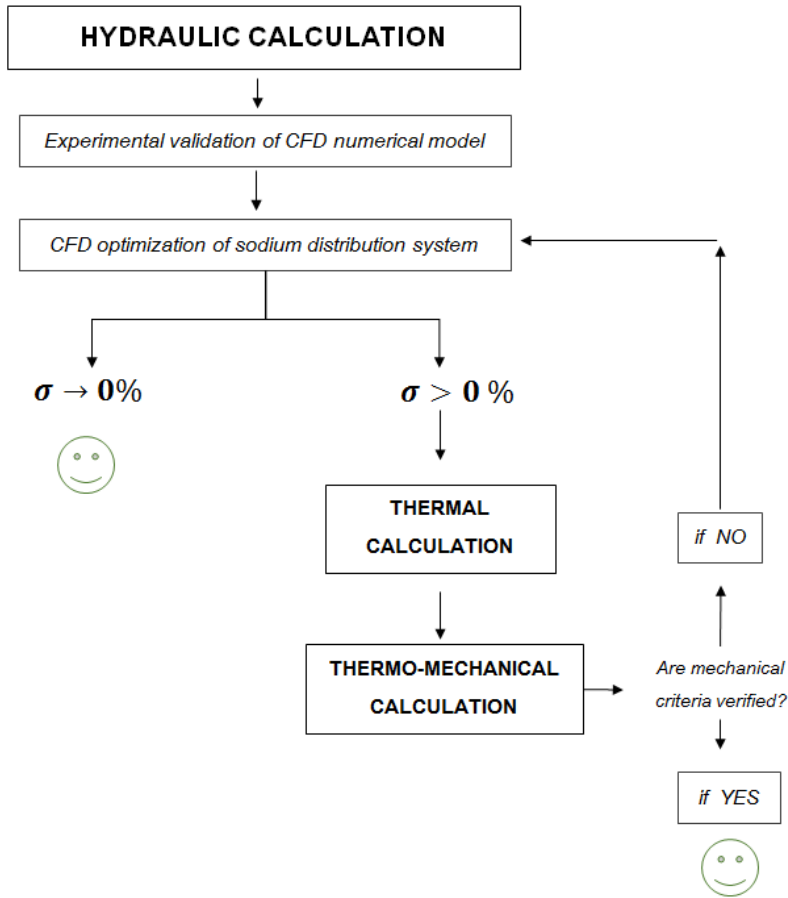 HYDRAULIC CALCULATION
Experimental validation of CFD numerical model
CFD optimization of sodium distribution system
σ → 0%
σ > 0 %
THERMAL
CALCULATION
if NO
THERMO-MECHANICAL
CALCULATION
Are mechanical
criteria verified?
if YES